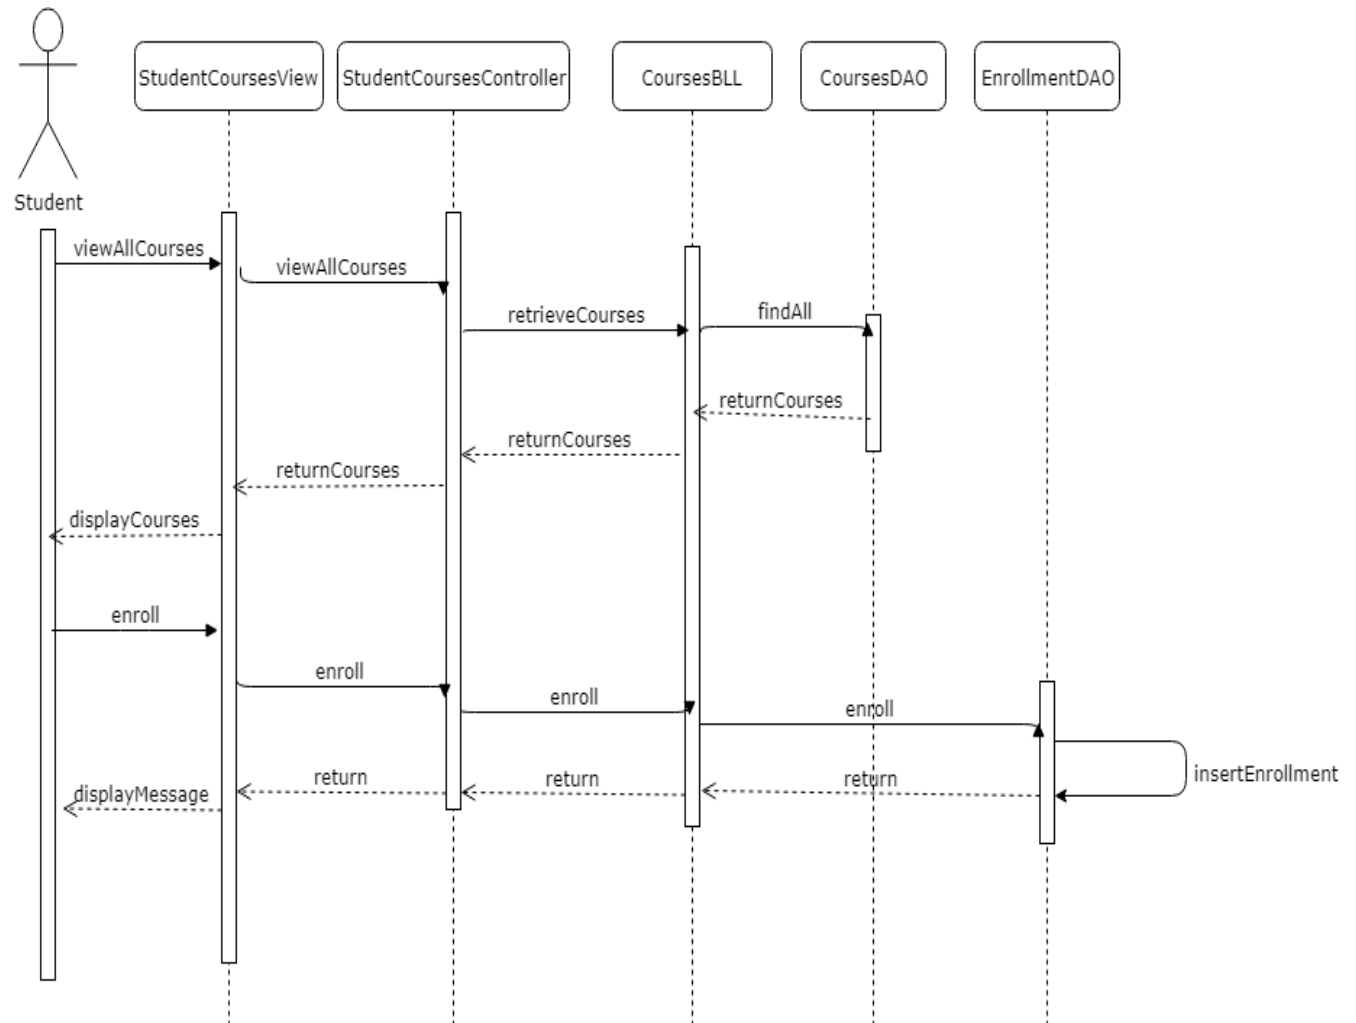 StudentCoursesView
StudentCoursesController
CoursesBLL
CoursesDAO
EnrollmentDAO
Student
viewAllCourses
viewAllCourses
retrieveCourses
findAll
returnCourses
returnCourses
returnCourses
displayCourses
enroll
enroll
enroll
enroll
insertEnrollment
return
return
return
displayMessage